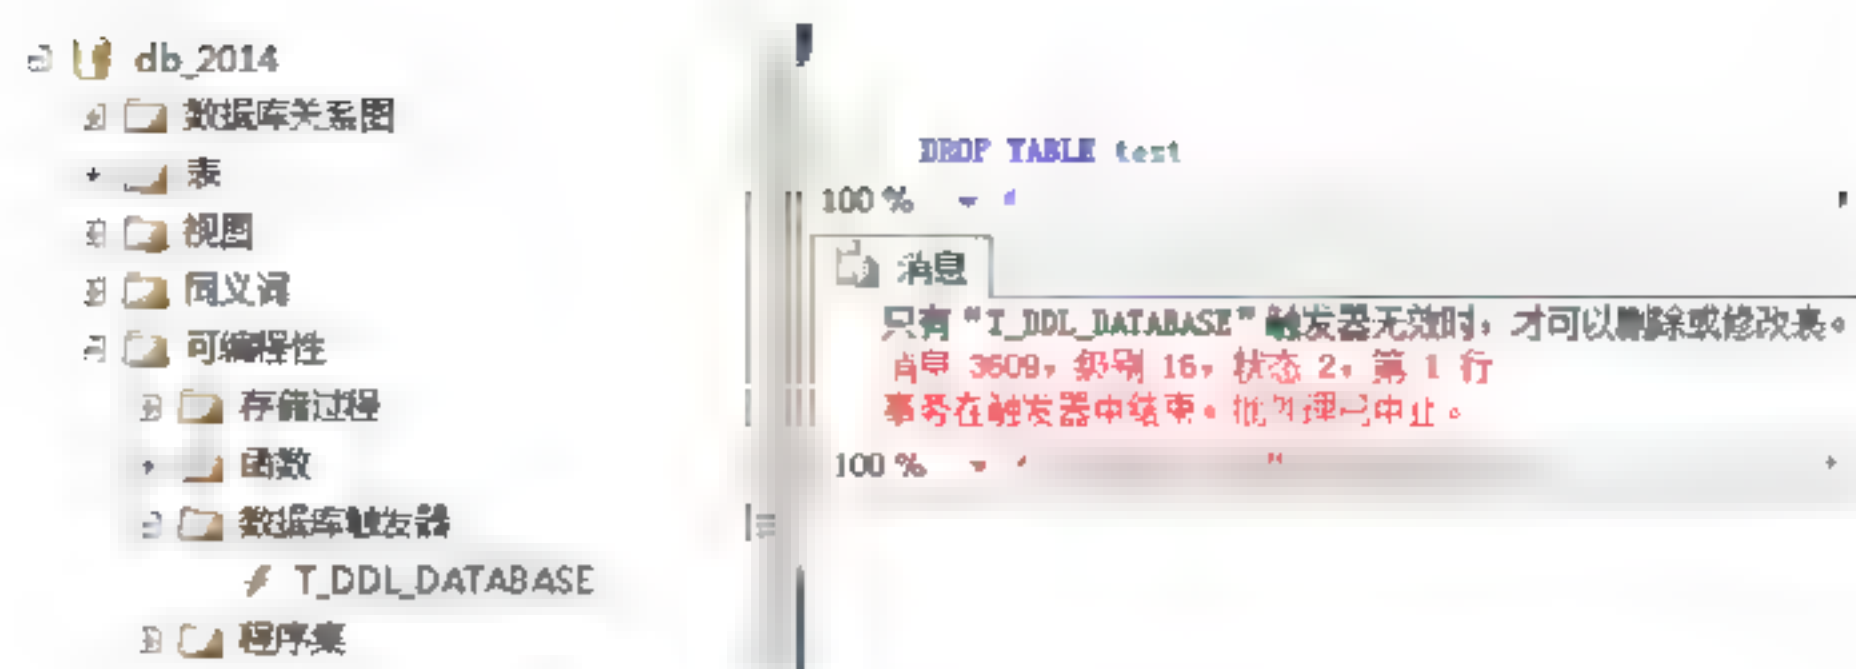 db_2014
数据库关系图
表
视图
同义词
可编程性
存储过程
函数
数据库触发器
T_DDL_DATABASE
程序集
DROP TABLE test
100 %
消息
只有“T_DDL_DATABASE”触发器无效时，才可以删除或修改表。
消息 3609，级别 16，状态 2，第 1 行
事务在触发器中结束。批处理已中止。
100 %